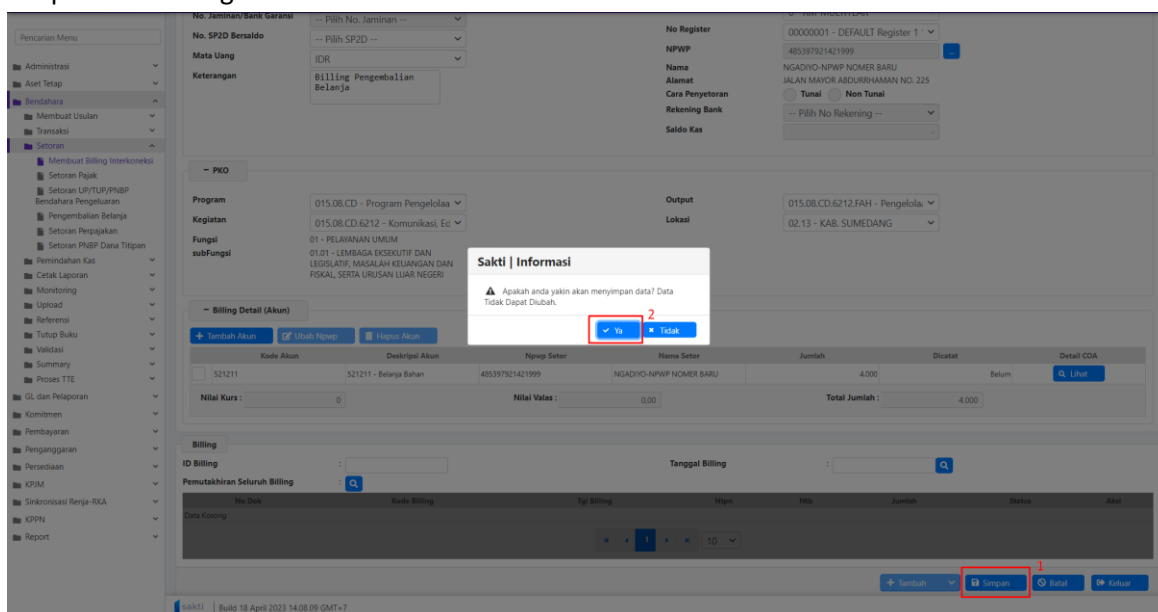 No. Jaminan/Bank Garansi
-- Pilih No. Jaminan --
No. SP2D Bersaldo
-- Pilih SP2D --
Mata Uang
IDR
Keterangan
Billing Pengembalian
Belanja
No Register
00000001 - DEFAULT Register 1
NPWP
485397921421999
...
Nama
NGADIYO-NPWP NOMER BARU
Alamat
JALAN MAYOR ABDURRHAMAN NO. 225
Cara Penyetoran
Tunai
Non Tunai
Rekening Bank
-- Pilih No Rekening --
Saldo Kas
Pencarian Menu
Administrasi
Aset Tetap
Bendahara
Membuat Usulan
Transaksi
Setoran
Membuat Billing Interkoneksi
Setoran Pajak
Setoran UP/TUP/PNBP
Bendahara Pengeluaran
Pengembalian Belanja
Setoran Perpajakan
Setoran PNBP Dana Titipan
Pemindahan Kas
Cetak Laporan
Monitoring
Upload
Referensi
Tutup Buku
Validasi
Summary
Proses TTE
GL dan Pelaporan
Komitmen
Pembayaran
Penganggaran
Persediaan
KPJM
Sinkronisasi Renja-RKA
KPPN
Report
− PKO
Program
015.08.CD - Program Pengelolaa
Kegiatan
015.08.CD.6212 - Komunikasi, Ec
Fungsi
01 - PELAYANAN UMUM
subFungsi
01.01 - LEMBAGA EKSEKUTIF DAN
LEGISLATIF, MASALAH KEUANGAN DAN
FISKAL, SERTA URUSAN LUAR NEGERI
Output
015.08.CD.6212.FAH - Pengelola
Lokasi
02.13 - KAB. SUMEDANG
Sakti | Informasi
Apakah anda yakin akan menyimpan data? Data
Tidak Dapat Diubah.
2
Ya
Tidak
− Billing Detail (Akun)
Tambah Akun
Ubah Npwp
Hapus Akun
Kode Akun Deskripsi Akun Npwp Setor Nama Setor Jumlah Dicatat Detail COA
521211 521211 - Belanja Bahan 485397921421999 NGADIYO-NPWP NOMER BARU 4.000 Belum Lihat
Nilai Kurs : 0 Nilai Valas : 0,00 Total Jumlah : 4.000
Billing
ID Billing :
Tanggal Billing :
Pemutakhiran Seluruh Billing :
No Dok Kode Billing Tgl Billing Ntpn Ntb Jumlah Status Aksi
Data Kosong
« ‹ 1 › » 10
1
Tambah
Simpan
Batal
Keluar
sakti | Build 18 April 2023 14.08.09 GMT+7